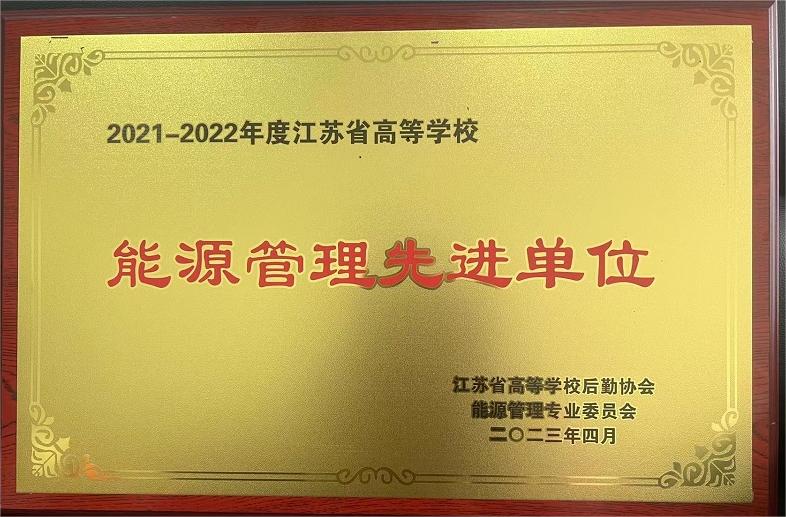 2021-2022年度江苏省高等学校
能源管理先进单位
江苏省高等学校后勤协会
能源管理专业委员会
二〇二三年四月